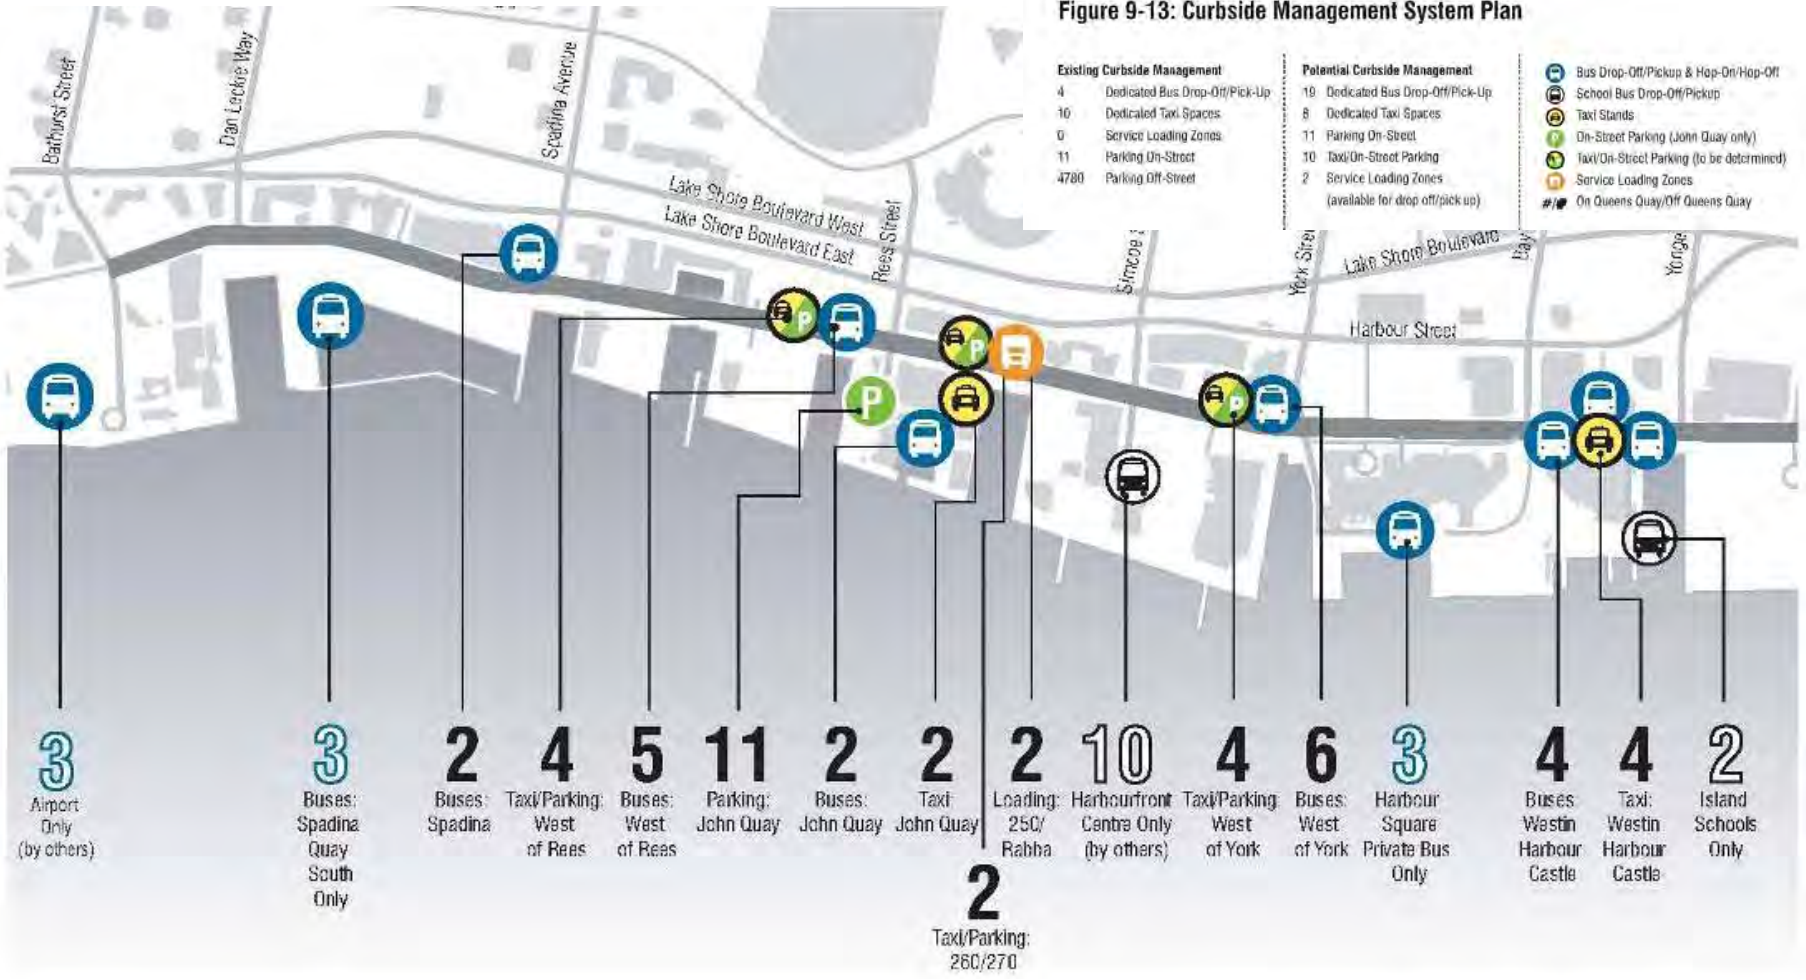 Figure 9-13: Curbside Management System Plan
Existing Curbside Management
4 Dedicated Bus Drop-Off/Pick-Up
10 Dedicated Taxi Spaces
0 Service Loading Zones
11 Parking On-Street
4780 Parking Off-Street
Potential Curbside Management
19 Dedicated Bus Drop-Off/Pick-Up
8 Dedicated Taxi Spaces
11 Parking On-Street
10 Taxi/On-Street Parking
2 Service Loading Zones
(available for drop off/pick up)
Bus Drop-Off/Pickup & Hop-On/Hop-Off
School Bus Drop-Off/Pickup
Taxi Stands
P On-Street Parking (John Quay only)
Taxi/On-Street Parking (to be determined)
Service Loading Zones
On Queens Quay/Off Queens Quay
Bathurst Street
Dan Leckie Way
Spadina Avenue
Lake Shore Boulevard West
Lake Shore Boulevard East
Rees Street
Simcoe
York Street
Lake Shore Boulevard
Bay
Yonge
Harbour Street
P
P
P
P
3
Airport
Only
(by others)
3
Buses:
Spadina
Quay
South
Only
2
Buses:
Spadina
4
Taxi/Parking:
West
of Rees
5
Buses:
West
of Rees
11
Parking:
John Quay
2
Buses:
John Quay
2
Taxi:
John Quay
2
Taxi/Parking:
260/270
2
Loading:
250/
Rabba
10
Harbourfront
Centre Only
(by others)
4
Taxi/Parking:
West
of York
6
Buses:
West
of York
3
Harbour
Square
Private Bus
Only
4
Buses:
Westin
Harbour
Castle
4
Taxi:
Westin
Harbour
Castle
2
Island
Schools
Only